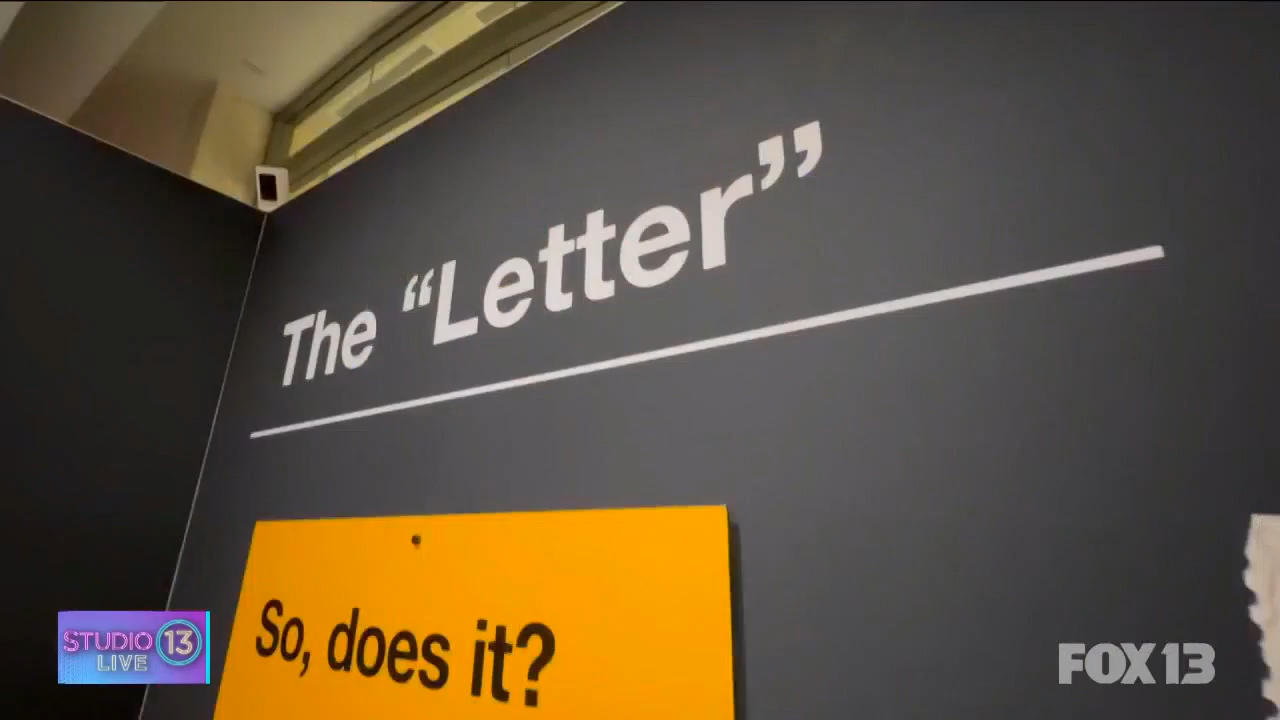 The “Letter”
So, does it?
STUDIO 13
LIVE
FOX 13